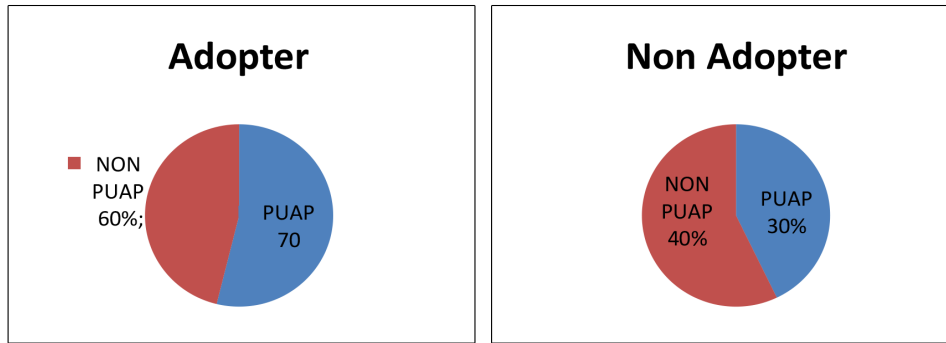 Adopter
NON
PUAP
60%;
PUAP
70
Non Adopter
NON
PUAP
40%
PUAP
30%